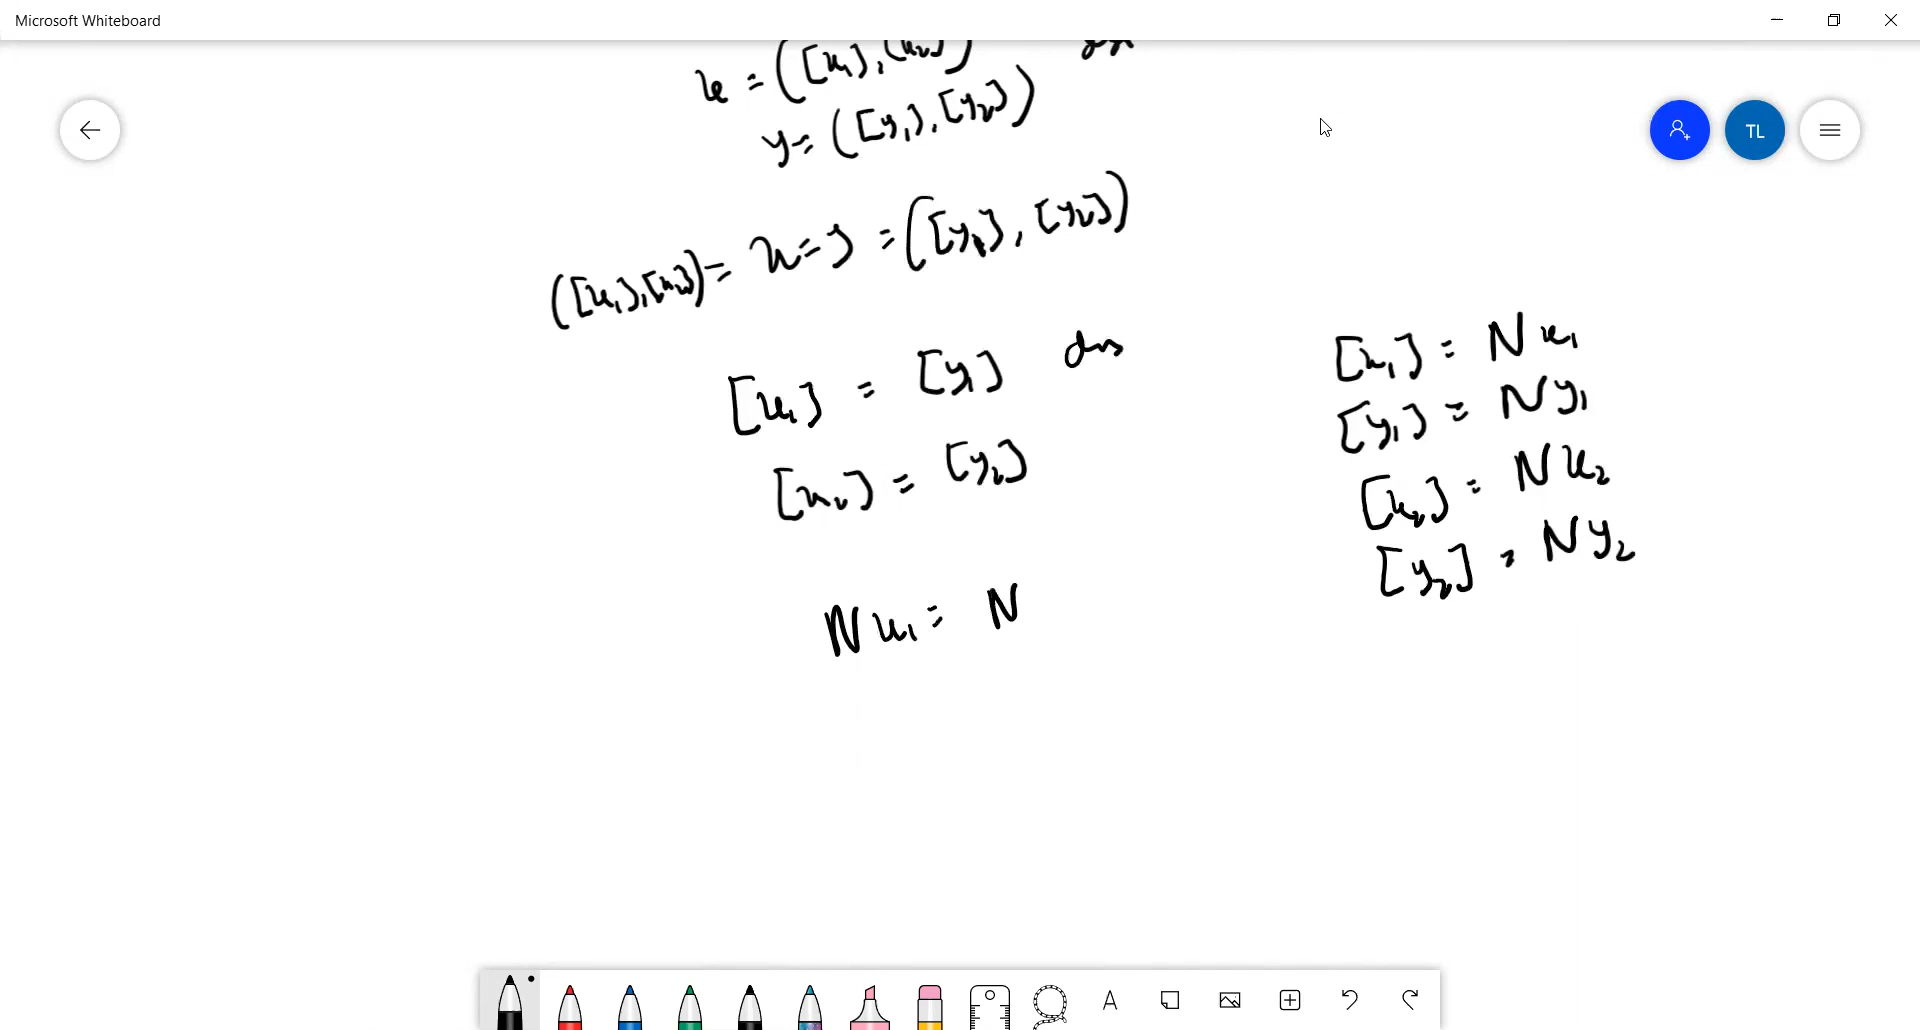 Microsoft Whiteboard
x = ([x₁], [x₂])
y = ([y₁], [y₂])
TL
([x₁], [x₂]) = x = y = ([y₁], [y₂])
[x₁] = [y₁]
[x₂] = [y₂]
[x₁] = N x₁
[y₁] = N y₁
[x₂] = N x₂
[y₂] = N y₂
N x₁ = N